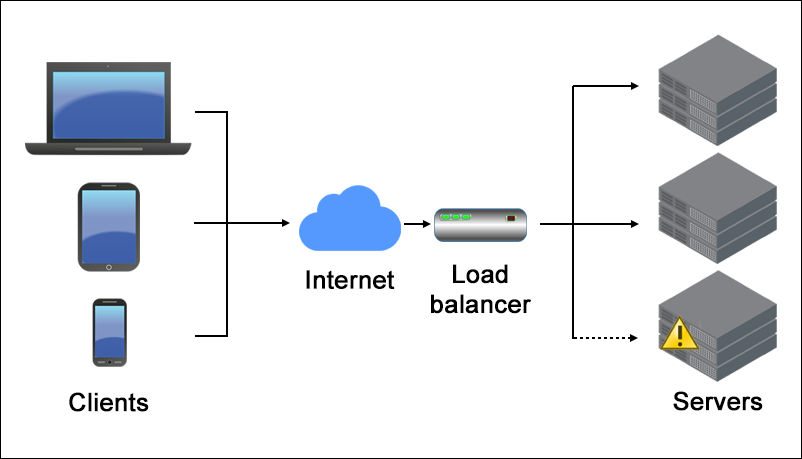 Clients
Internet
Load
balancer
Servers